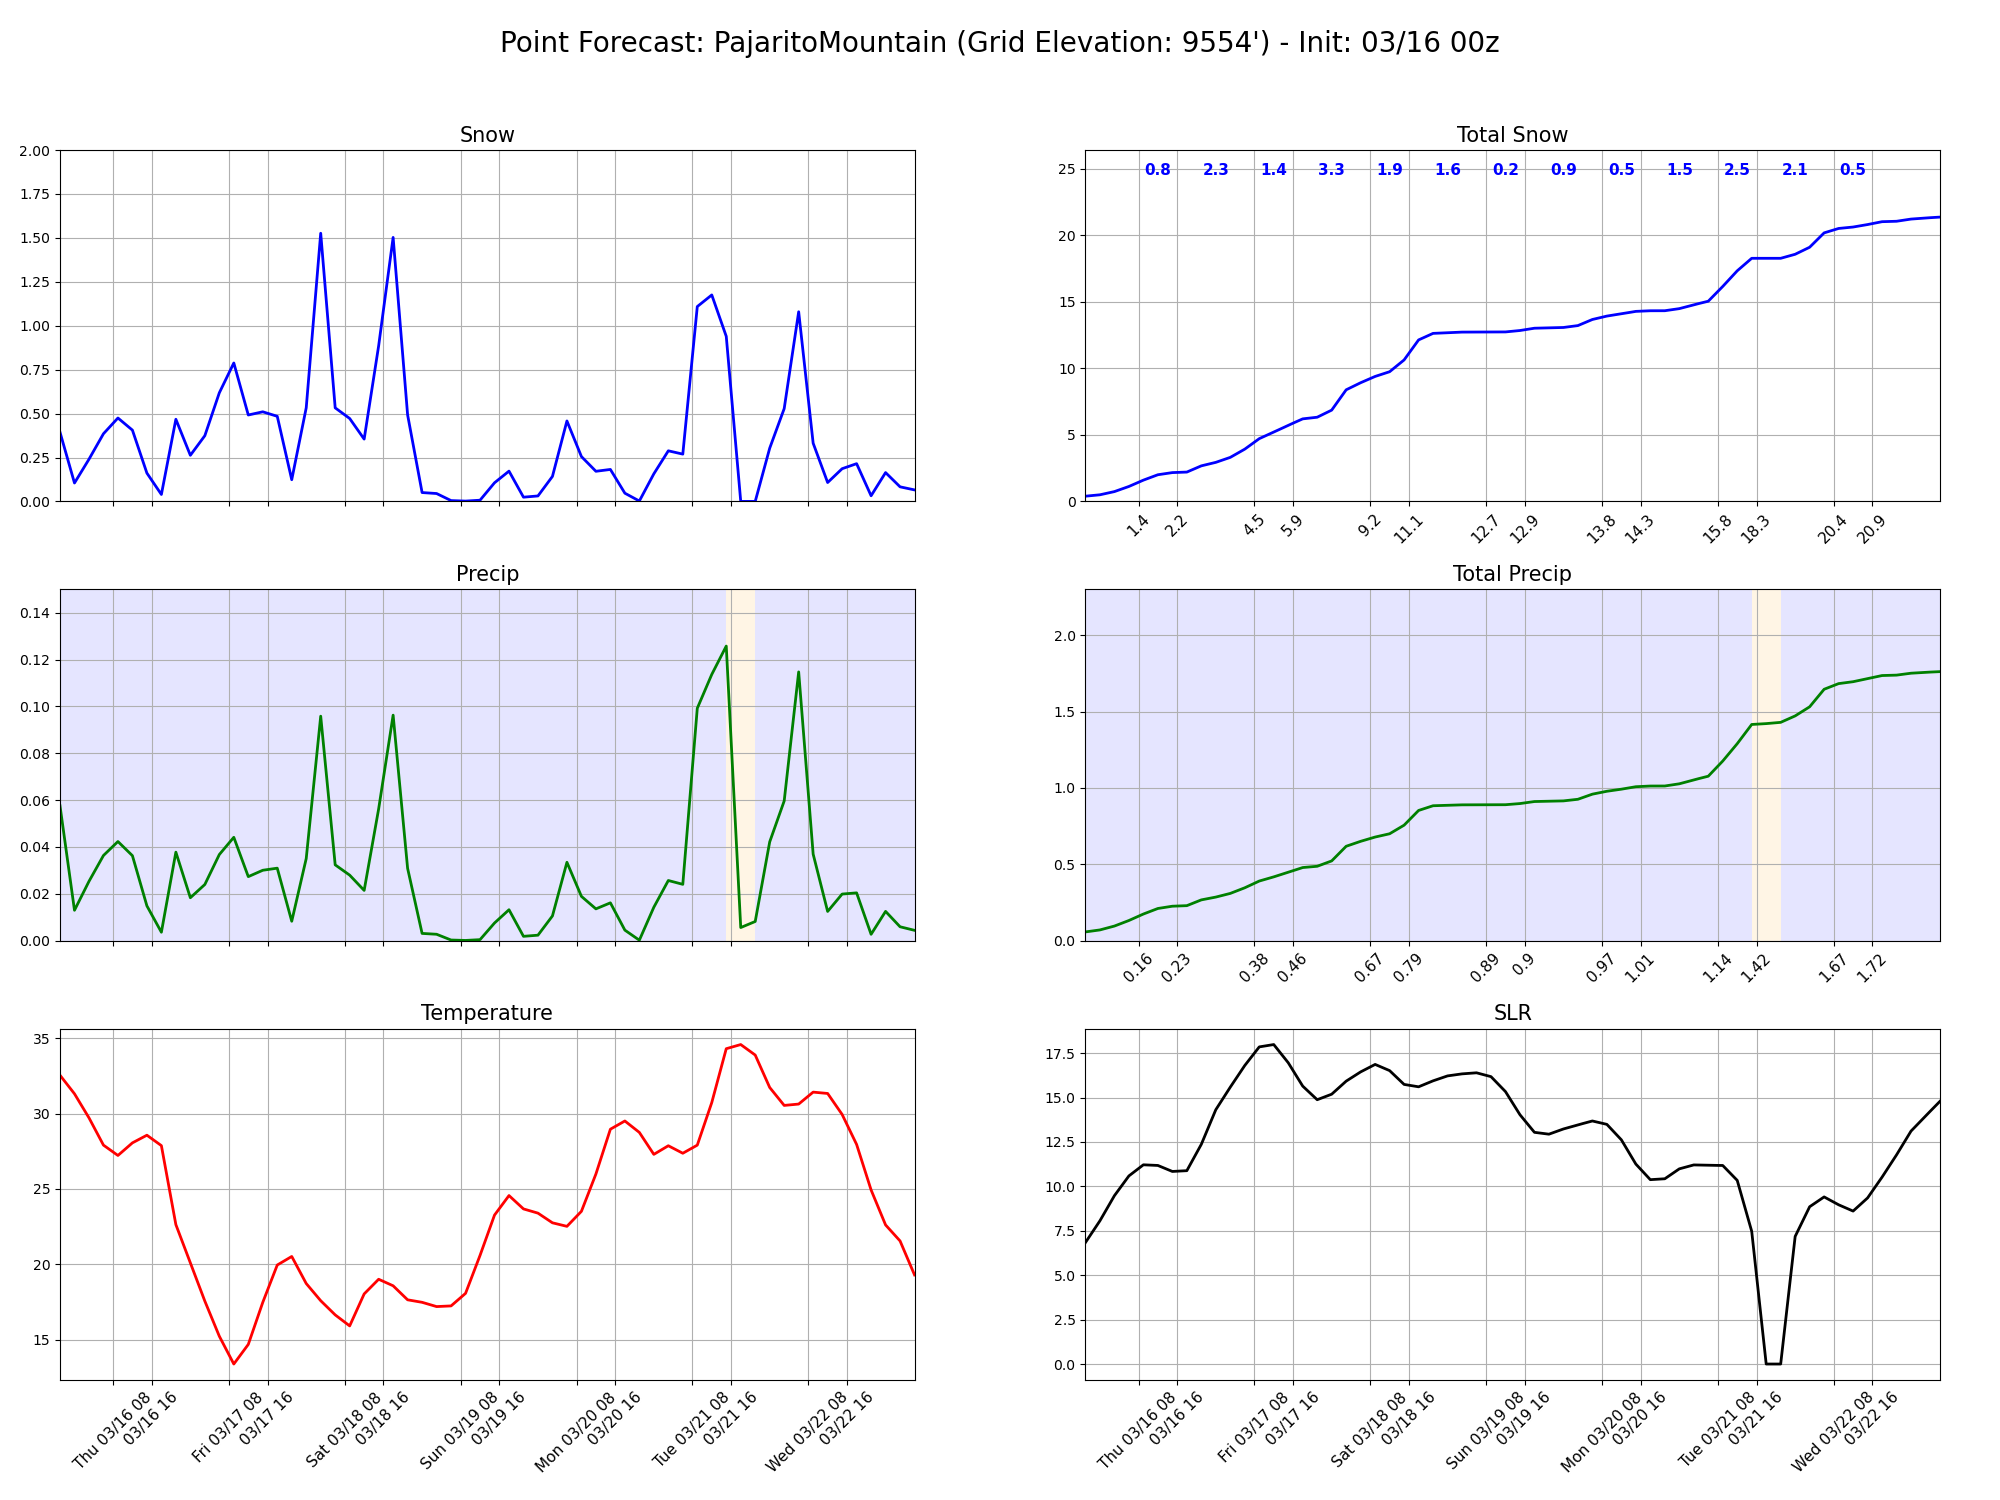 Point Forecast: PajaritoMountain (Grid Elevation: 9554') - Init: 03/16 00z
Snow
2.00
1.75
1.50
1.25
1.00
0.75
0.50
0.25
0.00
Total Snow
0.8 2.3 1.4 3.3 1.9 1.6 0.2 0.9 0.5 1.5 2.5 2.1 0.5
25
20
15
10
5
0
1.4 2.2 4.5 5.9 9.2 11.1 12.7 12.9 13.8 14.3 15.8 18.3 20.4 20.9
Precip
0.14
0.12
0.10
0.08
0.06
0.04
0.02
0.00
Total Precip
2.0
1.5
1.0
0.5
0.0
0.16 0.23 0.38 0.46 0.67 0.79 0.89 0.9 0.97 1.01 1.14 1.42 1.67 1.72
Temperature
35
30
25
20
15
Thu 03/16 08
03/16 16
Fri 03/17 08
03/17 16
Sat 03/18 08
03/18 16
Sun 03/19 08
03/19 16
Mon 03/20 08
03/20 16
Tue 03/21 08
03/21 16
Wed 03/22 08
03/22 16
SLR
17.5
15.0
12.5
10.0
7.5
5.0
2.5
0.0
Thu 03/16 08
03/16 16
Fri 03/17 08
03/17 16
Sat 03/18 08
03/18 16
Sun 03/19 08
03/19 16
Mon 03/20 08
03/20 16
Tue 03/21 08
03/21 16
Wed 03/22 08
03/22 16